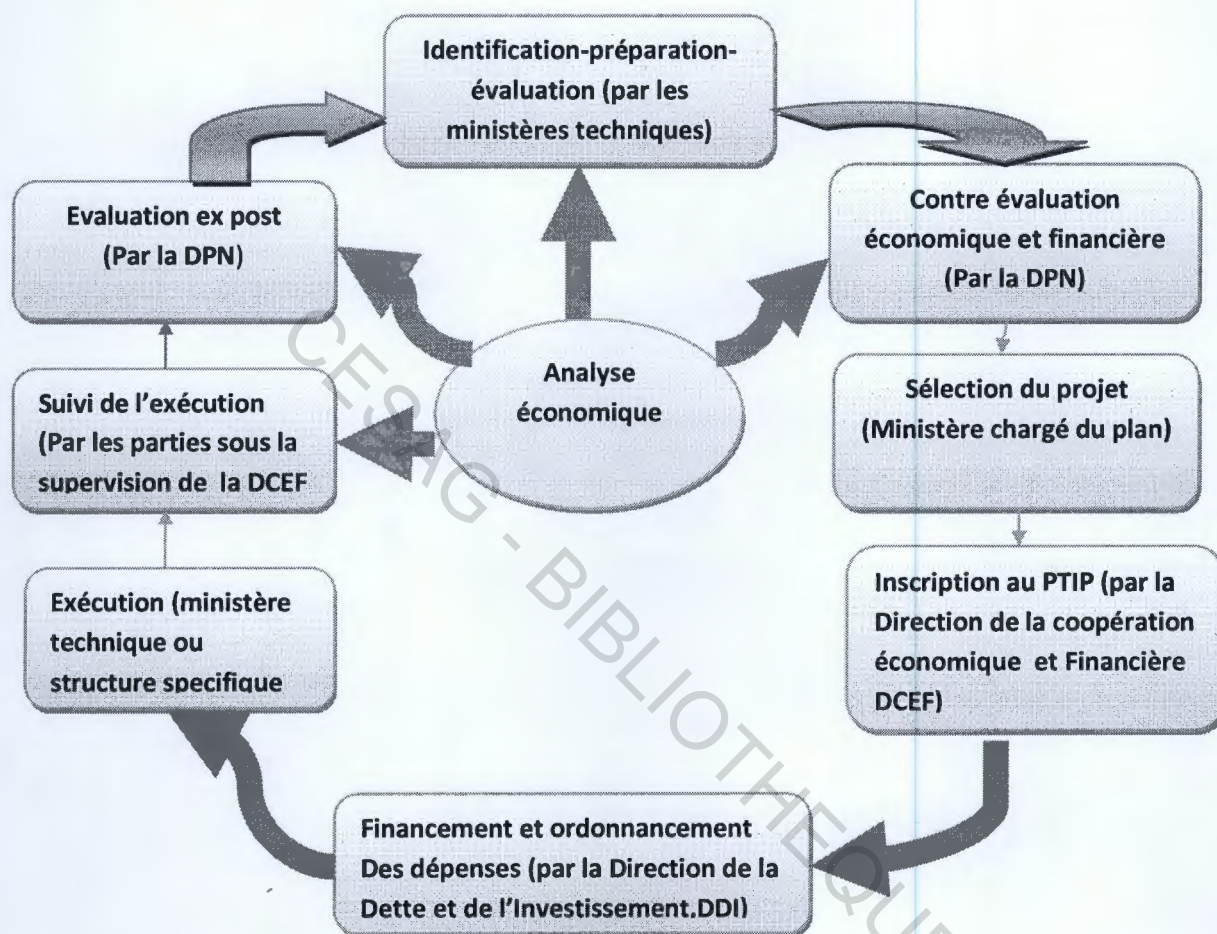 Identification-préparation-
évaluation (par les
ministères techniques)
Evaluation ex post
(Par la DPN)
Contre évaluation
économique et financière
(Par la DPN)
Analyse
économique
Suivi de l'exécution
(Par les parties sous la
supervision de la DCEF
Sélection du projet
(Ministère chargé du plan)
Exécution (ministère
technique ou
structure specifique
Inscription au PTIP (par la
Direction de la coopération
économique et Financière
DCEF)
Financement et ordonnancement
Des dépenses (par la Direction de la
Dette et de l'Investissement.DDI)
CESAG - BIBLIOTHEQUE